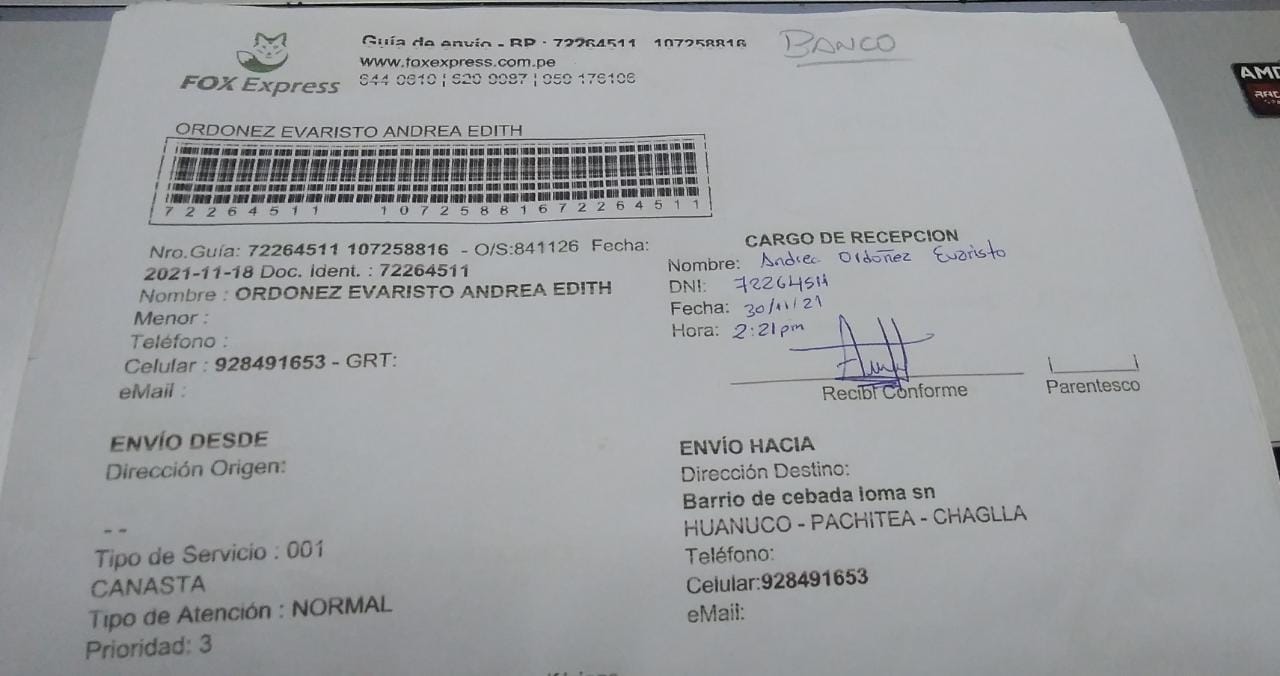 FOX Express
Guía de envío - RP - 72264511 107258816
BANCO
www.foxexpress.com.pe
AMD
ORDONEZ EVARISTO ANDREA EDITH
7 2 2 6 4 5 1 1 1 0 7 2 5 8 8 1 6 7 2 2 6 4 5 1 1
Nro.Guía: 72264511 107258816 - O/S:841126 Fecha:
2021-11-18 Doc. Ident. : 72264511
Nombre : ORDONEZ EVARISTO ANDREA EDITH
Menor :
Teléfono :
Celular : 928491653 - GRT:
eMail :
CARGO DE RECEPCION
Nombre: Andrea Ordoñez Evaristo
DNI: 72264511
Fecha: 30/11/21
Hora: 2:21pm
Recibí Conforme
Parentesco
ENVÍO DESDE
Dirección Origen:
- -
Tipo de Servicio : 001
CANASTA
Tipo de Atención : NORMAL
Prioridad: 3
ENVÍO HACIA
Dirección Destino:
Barrio de cebada loma sn
HUANUCO - PACHITEA - CHAGLLA
Teléfono:
Celular:928491653
eMail: